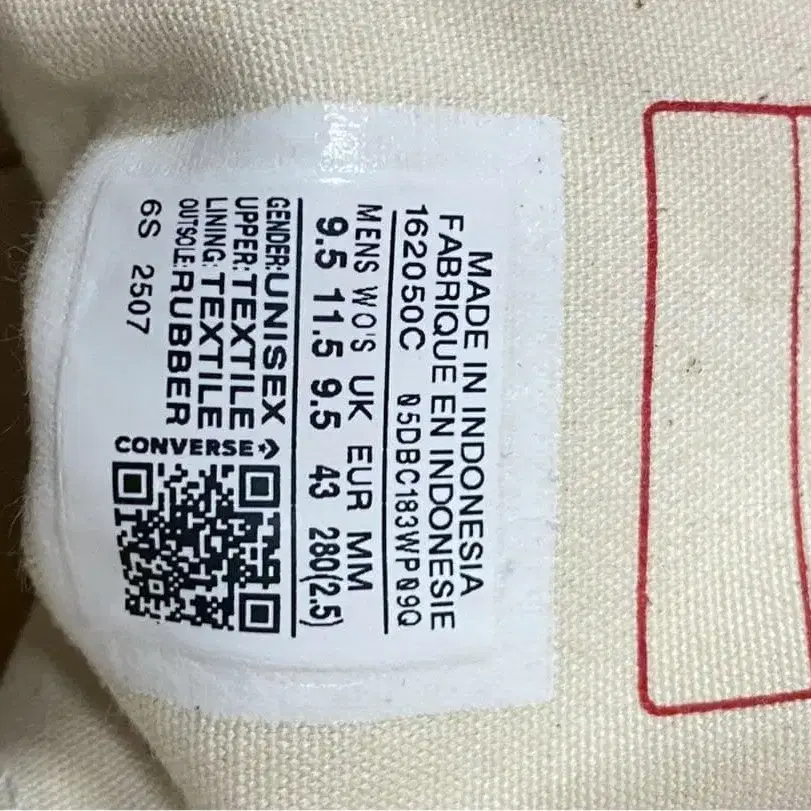 MADE IN INDONESIA
FABRIQUE EN INDONESIE
162050C 05DBC183WP09Q
MENS WO'S UK EUR MM
9.5 11.5 9.5 43 280(2.5)
GENDER:UNISEX
UPPER:TEXTILE
LINING:TEXTILE
OUTSOLE:RUBBER
6S 2507
CONVERSE